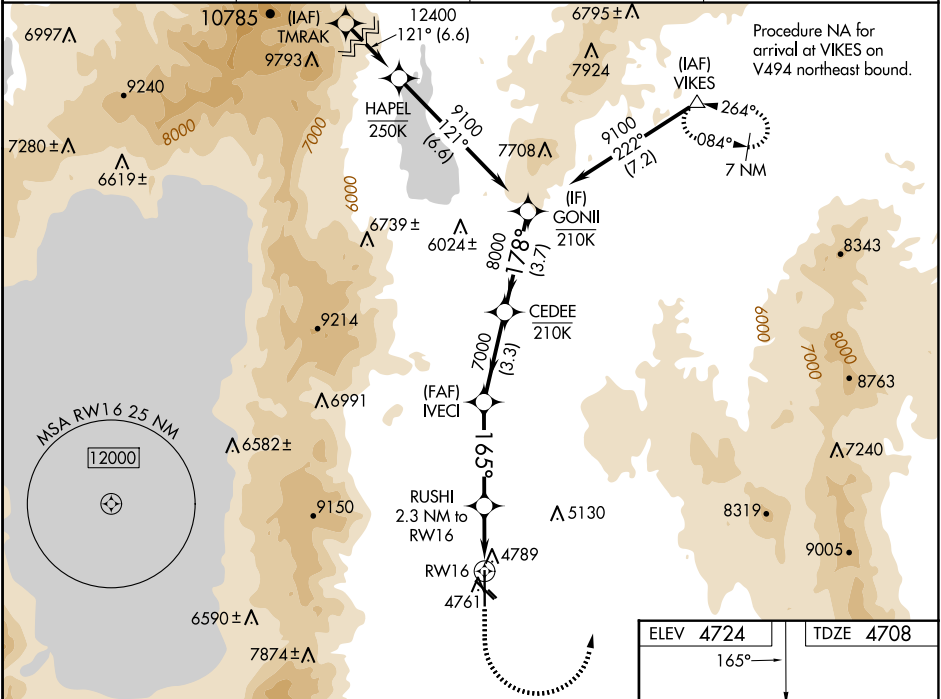 10785
(IAF)
TMRAK
12400
121° (6.6)
6997
9793
9240
8000
7000
6795 ±
7924
Procedure NA for
arrival at VIKES on
V494 northeast bound.
(IAF)
VIKES
264°
084°
7 NM
HAPEL
250K
9100
121°
(6.6)
9100
222°
(7.2)
7280 ±
6619 ±
7708
6000
(IF)
GONII
210K
6739 ±
6024 ±
8000
178°
(3.7)
8343
9214
CEDEE
210K
7000
(3.3)
6000
7000
8000
8763
(FAF)
IVECI
6991
MSA RW16 25 NM
12000
6582 ±
165°
7240
9150
RUSHI
2.3 NM to
RW16
5130
8319
9005
4789
RW16
4761
6590 ±
7874 ±
ELEV 4724
TDZE 4708
165°